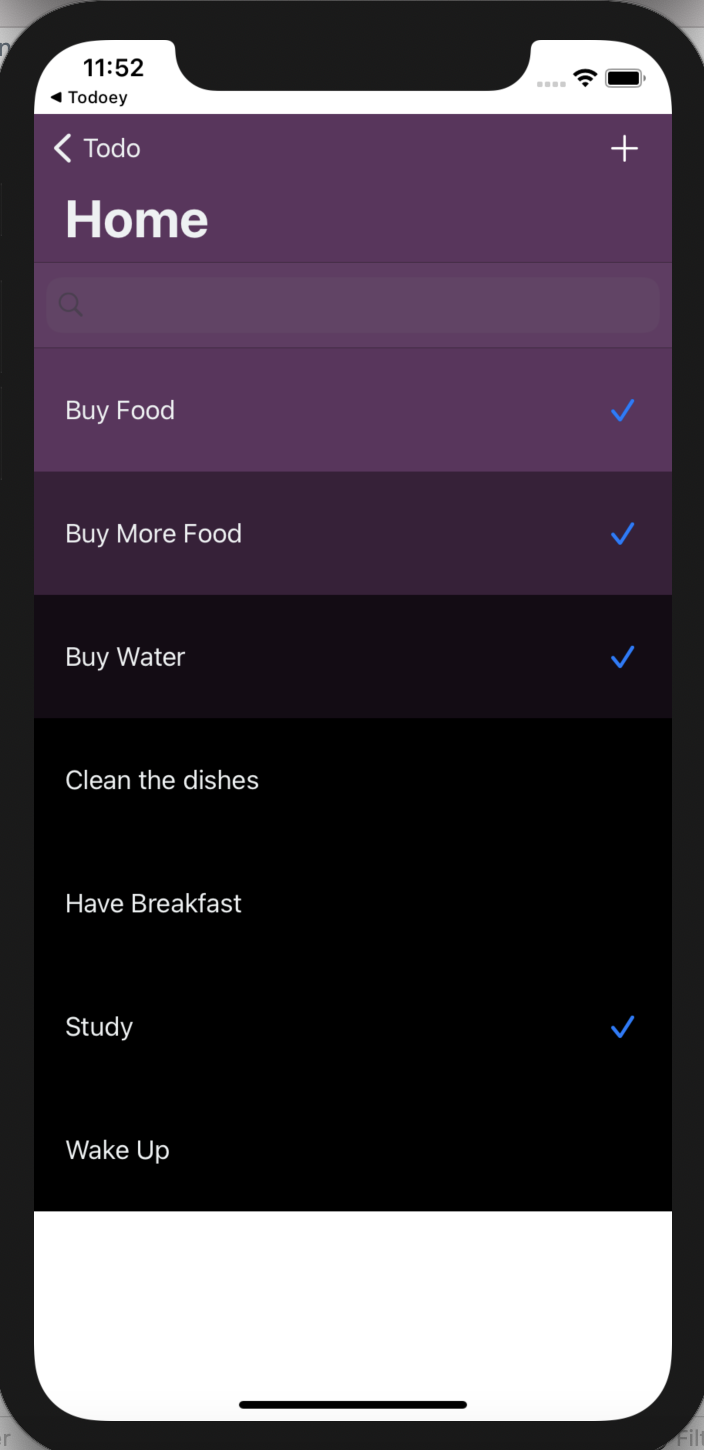 11:52
◀ Todoey
Todo
Home
Buy Food
Buy More Food
Buy Water
Clean the dishes
Have Breakfast
Study
Wake Up